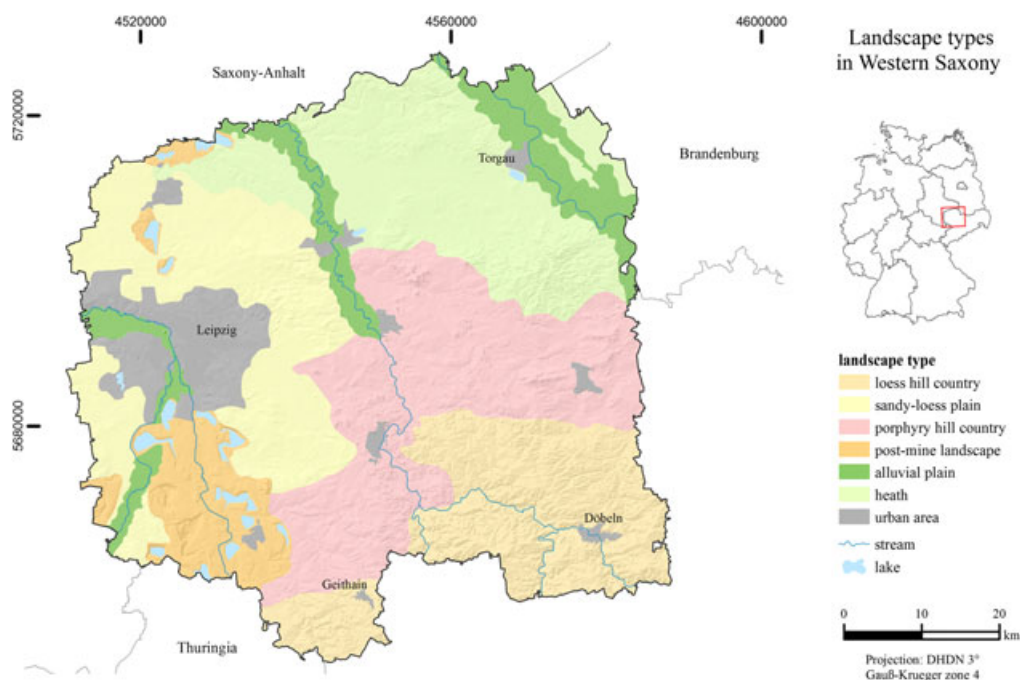 4520000
4560000
4600000
5720000
5680000
Saxony-Anhalt
Torgau
Brandenburg
Leipzig
Döbeln
Geithain
Thuringia
Landscape types
in Western Saxony
landscape type
loess hill country
sandy-loess plain
porphyry hill country
post-mine landscape
alluvial plain
heath
urban area
stream
lake
0 10 20
km
Projection: DHDN 3°
Gauß-Krueger zone 4